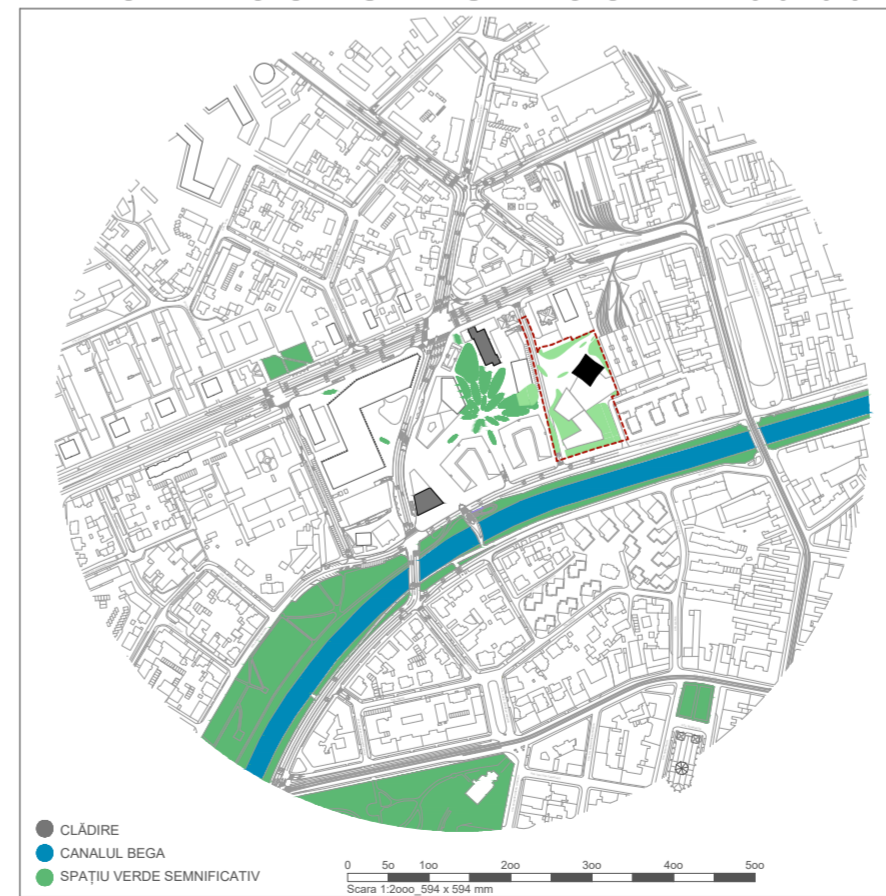 CLĂDIRE
CANALUL BEGA
SPAȚIU VERDE SEMNIFICATIV
0 5o 1oo 2oo 3oo 4oo 5oo
Scara 1:2ooo_594 x 594 mm